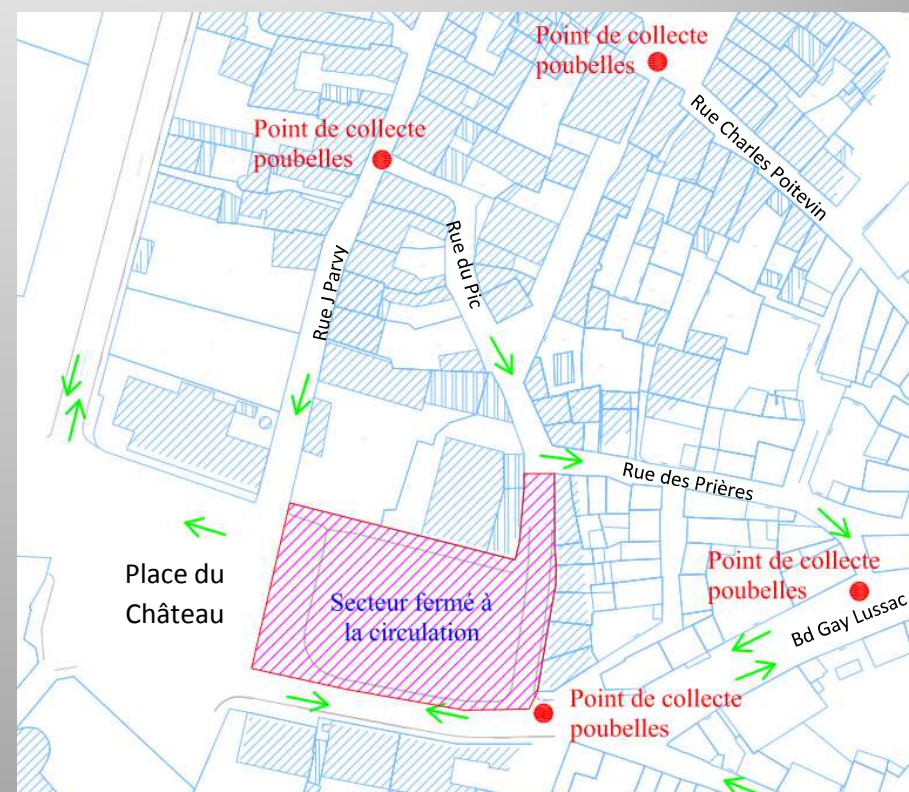 Point de collecte
poubelles
Rue Charles Poitevin
Point de collecte
poubelles
Rue J Parvy
Rue du Pic
Rue des Prières
Place du
Château
Secteur fermé à
la circulation
Point de collecte
poubelles
Bd Gay Lussac
Point de collecte
poubelles